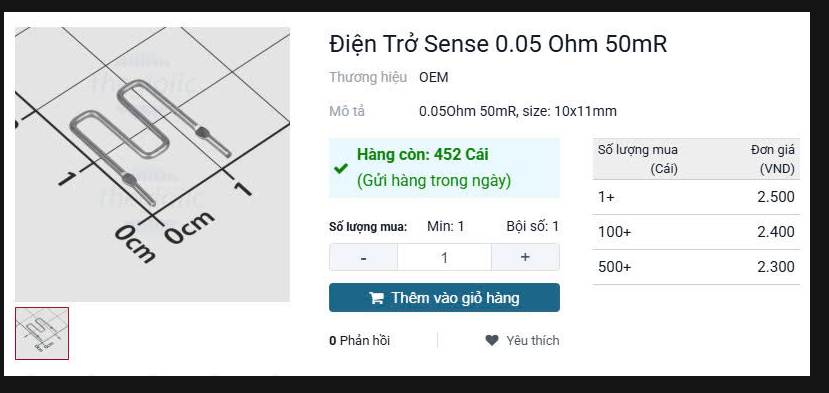 Điện Trở Sense 0.05 Ohm 50mR
Thương hiệu OEM
Mô tả 0.05Ohm 50mR, size: 10x11mm
Hàng còn: 452 Cái
(Gửi hàng trong ngày)
Số lượng mua: Min: 1 Bội số: 1
- 1 +
Thêm vào giỏ hàng
0 Phản hồi Yêu thích
Số lượng mua (Cái) Đơn giá (VND)
1+ 2.500
100+ 2.400
500+ 2.300
1
0cm
0cm
1